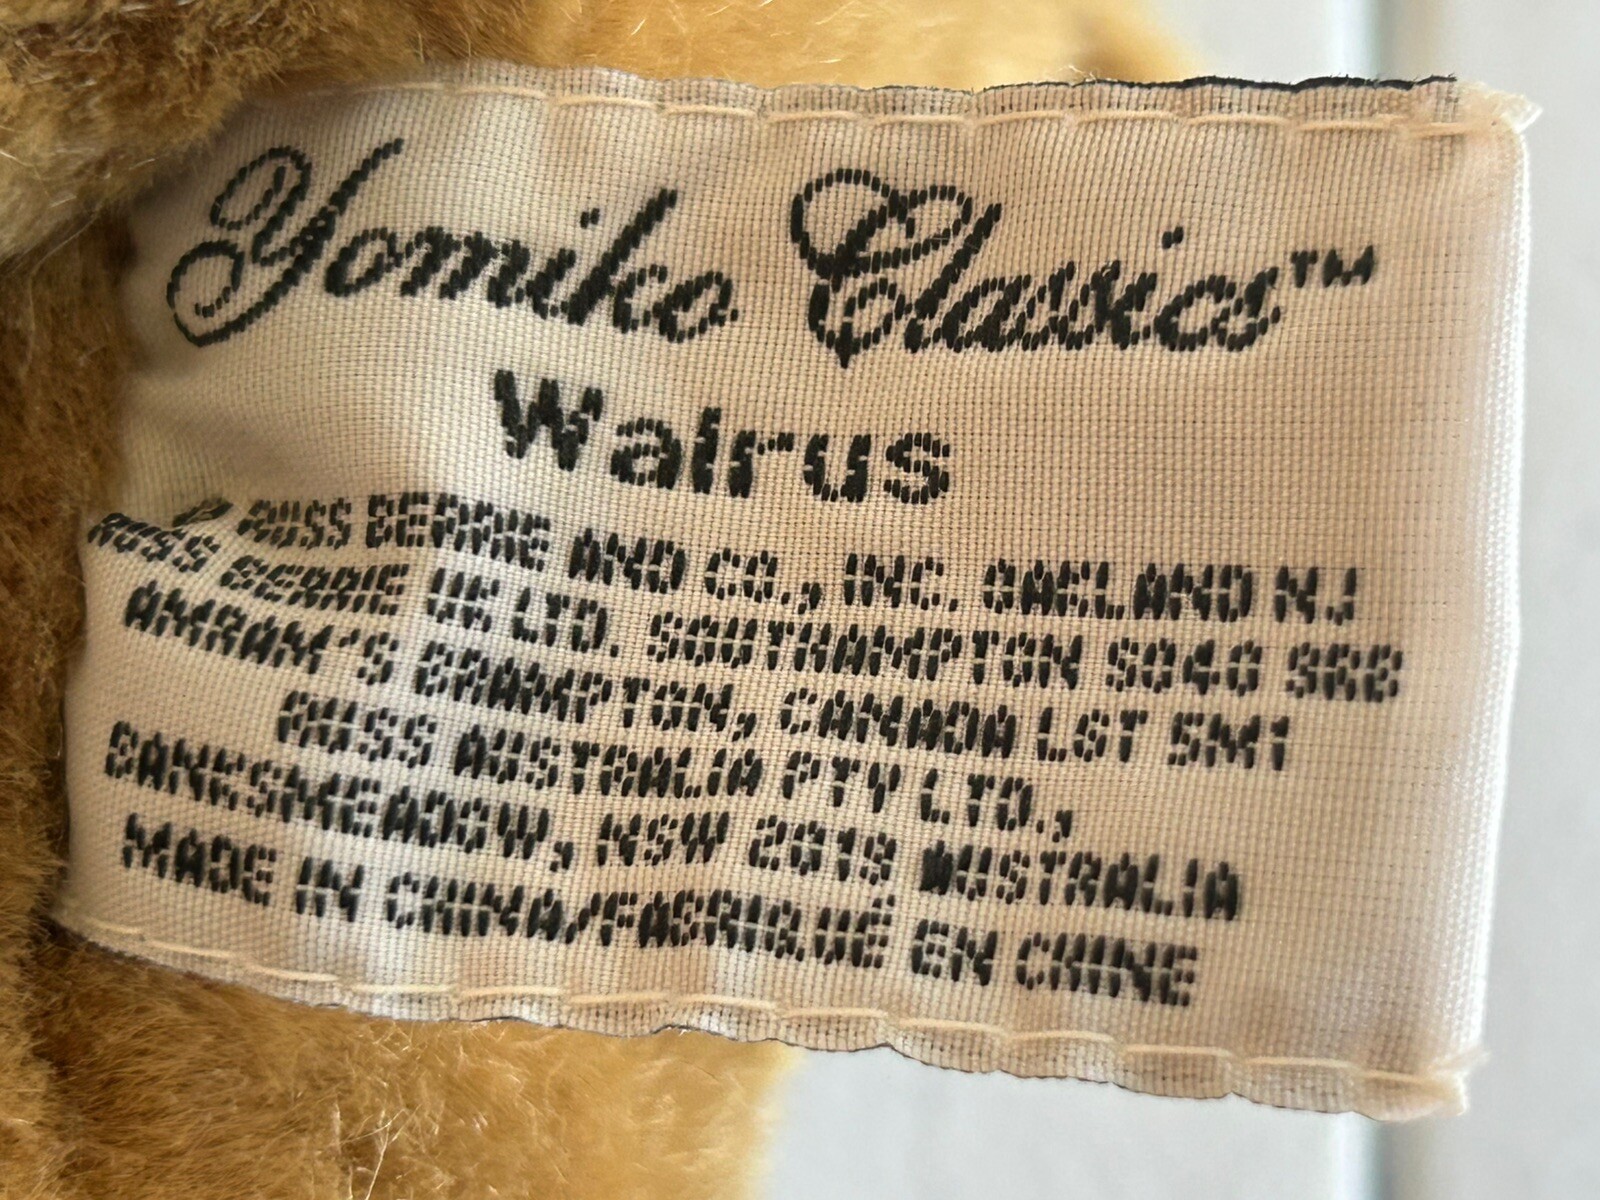 Yomiko Classics™
Walrus
© RUSS BERRIE AND CO., INC. OAKLAND NJ
RUSS BERRIE UK LTD. SOUTHAMPTON SO40 SRB
AMRAM'S BRAMPTON, CANADA L6T 5M1
RUSS AUSTRALIA PTY LTD.,
BANKSMEADOW, NSW 2019 AUSTRALIA
MADE IN CHINA/FABRIQUÉ EN CHINE